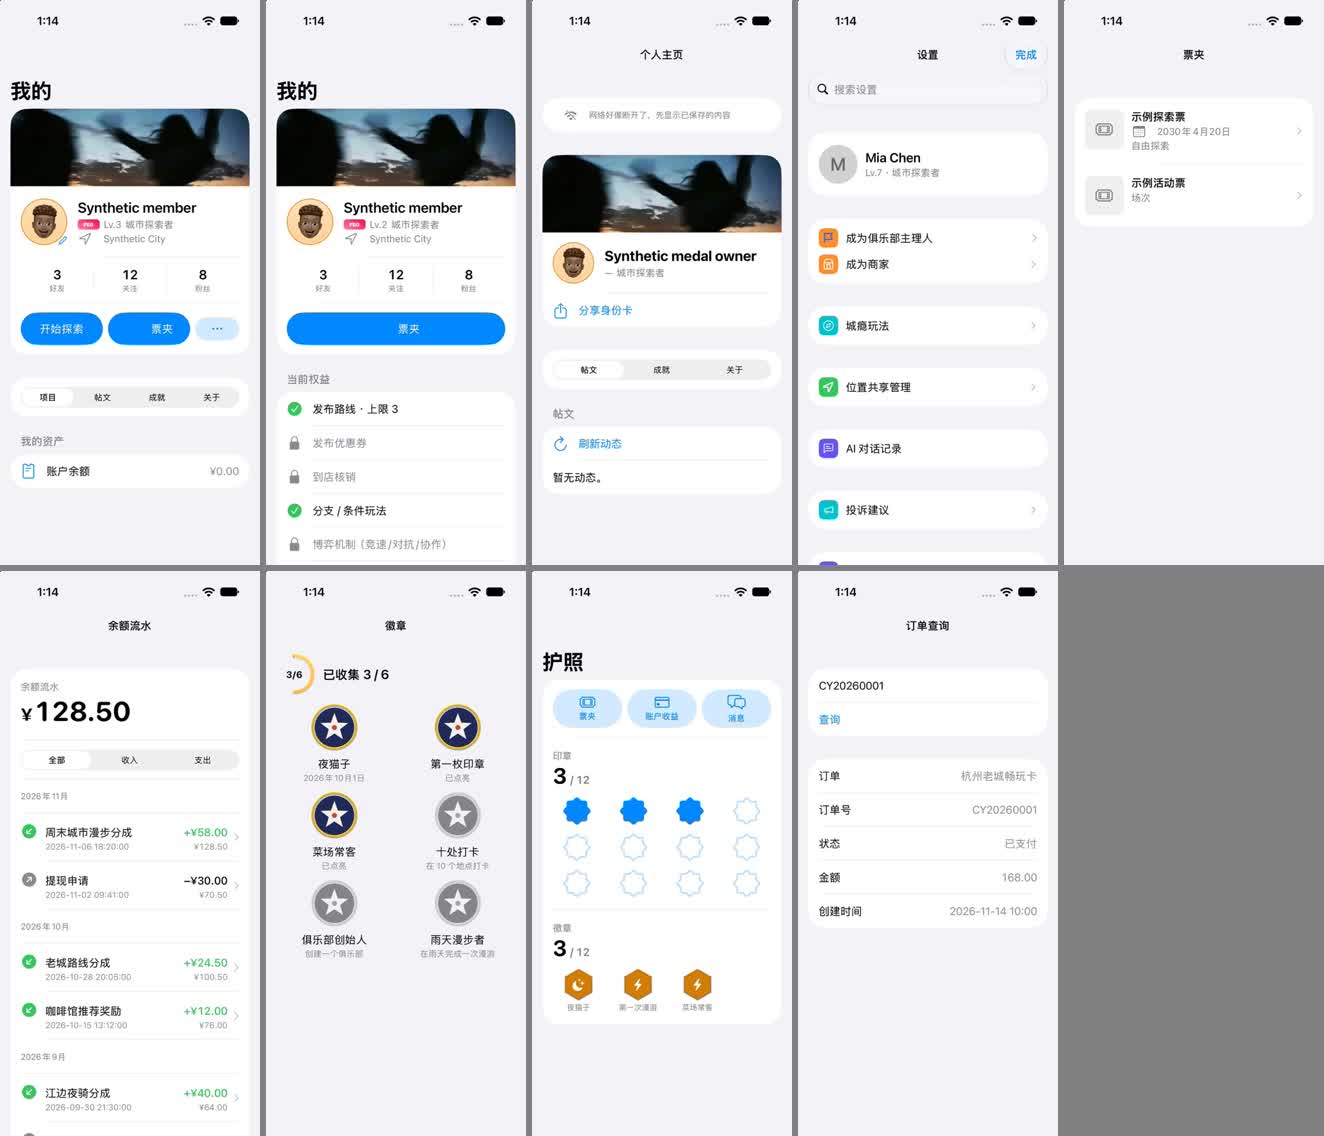 1:14
我的
Synthetic member
PRO Lv.3 城市探索者
Synthetic City
3 12 8
好友 关注 粉丝
开始探索 票夹 ...
项目 帖文 成就 关于
我的资产
账户余额 ¥0.00
1:14
我的
Synthetic member
PRO Lv.2 城市探索者
Synthetic City
3 12 8
好友 关注 粉丝
票夹
当前权益
发布路线 · 上限 3
发布优惠券
到店核销
分支 / 条件玩法
博弈机制（竞速/对抗/协作）
1:14
个人主页
网络好像断开了，先显示已保存的内容
Synthetic medal owner
— 城市探索者
分享身份卡
帖文 成就 关于
帖文
刷新动态
暂无动态。
1:14
设置 完成
搜索设置
M
Mia Chen
Lv.7 · 城市探索者
成为俱乐部主理人
成为商家
城瘾玩法
位置共享管理
AI 对话记录
投诉建议
1:14
票夹
示例探索票
2030年4月20日
自由探索
示例活动票
场次
1:14
余额流水
余额流水
¥128.50
全部 收入 支出
2026年11月
周末城市漫步分成 +¥58.00
2026-11-06 18:20:00 ¥128.50
提现申请 −¥30.00
2026-11-02 09:41:00 ¥70.50
2026年10月
老城路线分成 +¥24.50
2026-10-28 20:05:00 ¥100.50
咖啡馆推荐奖励 +¥12.00
2026-10-15 13:12:00 ¥76.00
2026年9月
江边夜骑分成 +¥40.00
2026-09-30 21:30:00 ¥64.00
1:14
徽章
3/6 已收集 3 / 6
夜猫子 第一枚印章
2026年10月1日 已点亮
菜场常客 十处打卡
已点亮 在 10 个地点打卡
俱乐部创始人 雨天漫步者
创建一个俱乐部 在雨天完成一次漫游
1:14
护照
票夹 账户收益 消息
印章
3 / 12
徽章
3 / 12
夜猫子 第一次漫游 菜场常客
1:14
订单查询
CY20260001
查询
订单 杭州老城畅玩卡
订单号 CY20260001
状态 已支付
金额 168.00
创建时间 2026-11-14 10:00